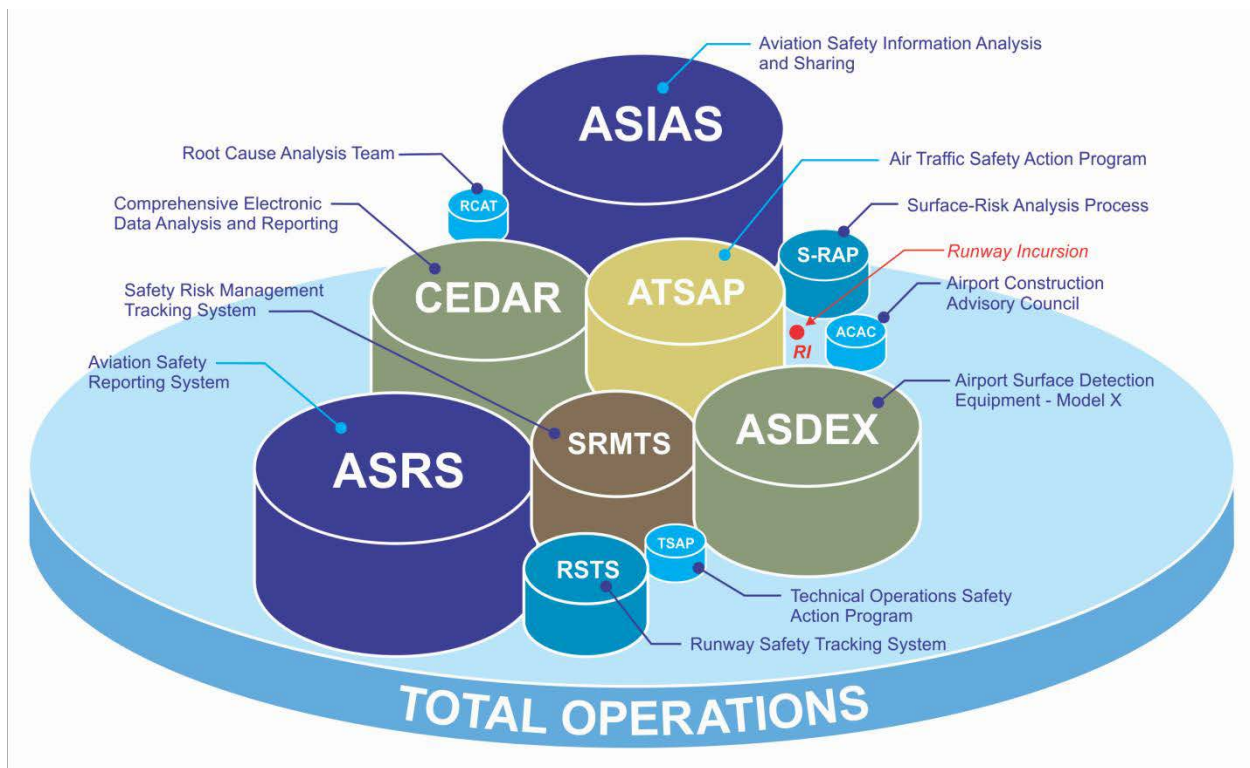 Aviation Safety Information Analysis
and Sharing
ASIAS
Root Cause Analysis Team
Air Traffic Safety Action Program
RCAT
Comprehensive Electronic
Data Analysis and Reporting
Surface-Risk Analysis Process
S-RAP
Runway Incursion
CEDAR
ATSAP
Safety Risk Management
Tracking System
Airport Construction
Advisory Council
ACAC
RI
Aviation Safety
Reporting System
Airport Surface Detection
Equipment - Model X
ASDEX
SRMTS
ASRS
TSAP
RSTS
Technical Operations Safety
Action Program
Runway Safety Tracking System
TOTAL OPERATIONS